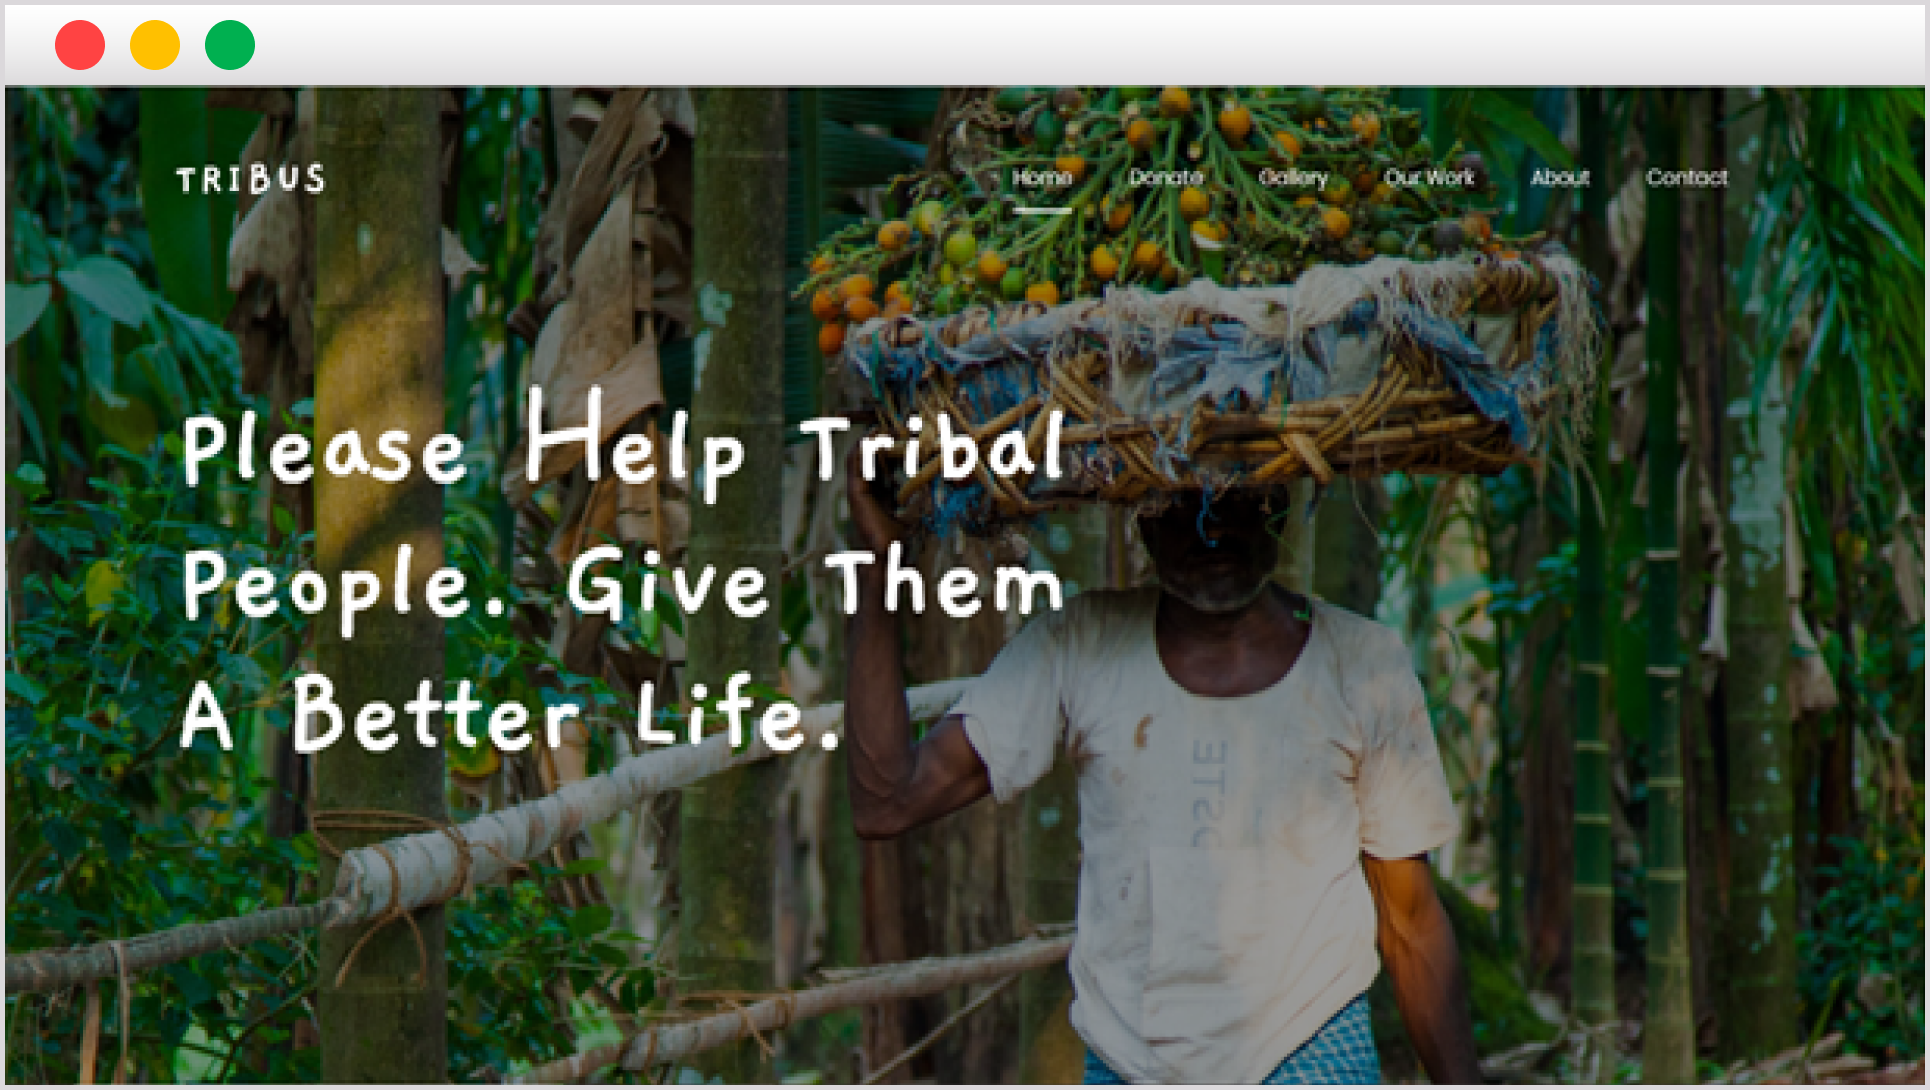 TRIBUS
Home Donate Gallery Our Work About Contact
Please Help Tribal
People. Give Them
A Better Life.